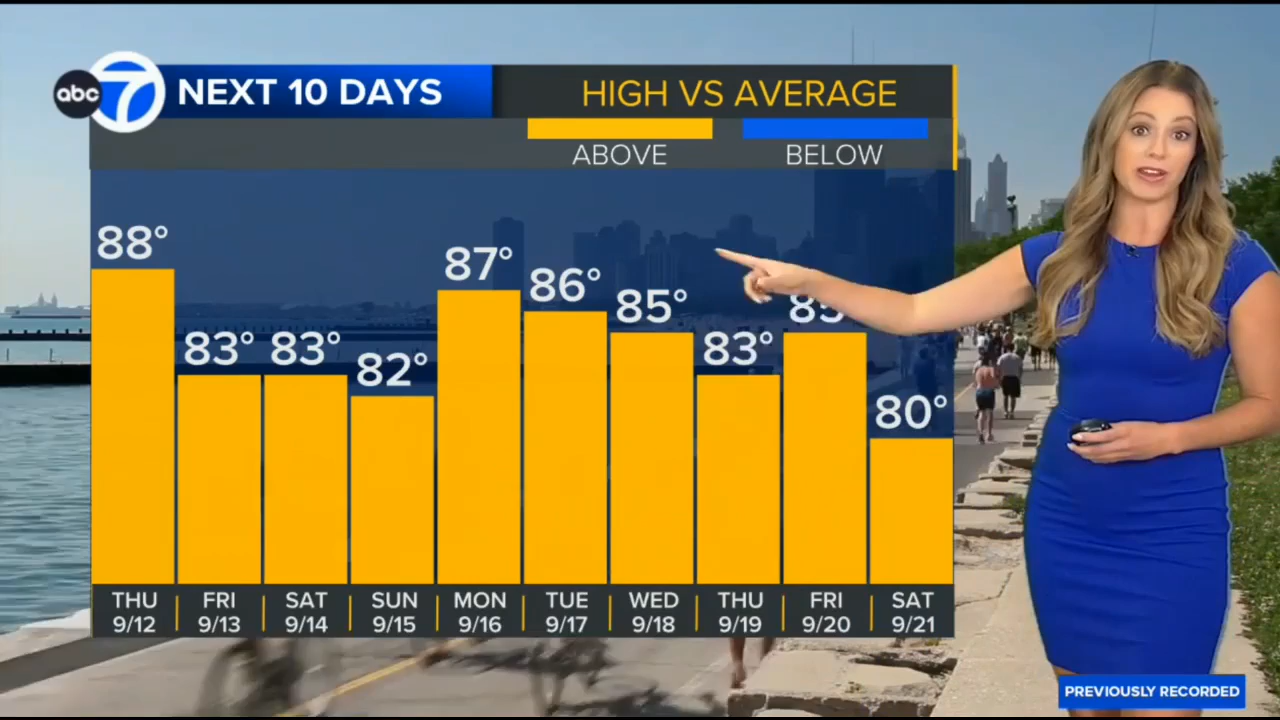 abc 7 NEXT 10 DAYS
HIGH VS AVERAGE
ABOVE BELOW
88° 83° 83° 82° 87° 86° 85° 83° 85 80°
THU FRI SAT SUN MON TUE WED THU FRI SAT
9/12 9/13 9/14 9/15 9/16 9/17 9/18 9/19 9/20 9/21
PREVIOUSLY RECORDED